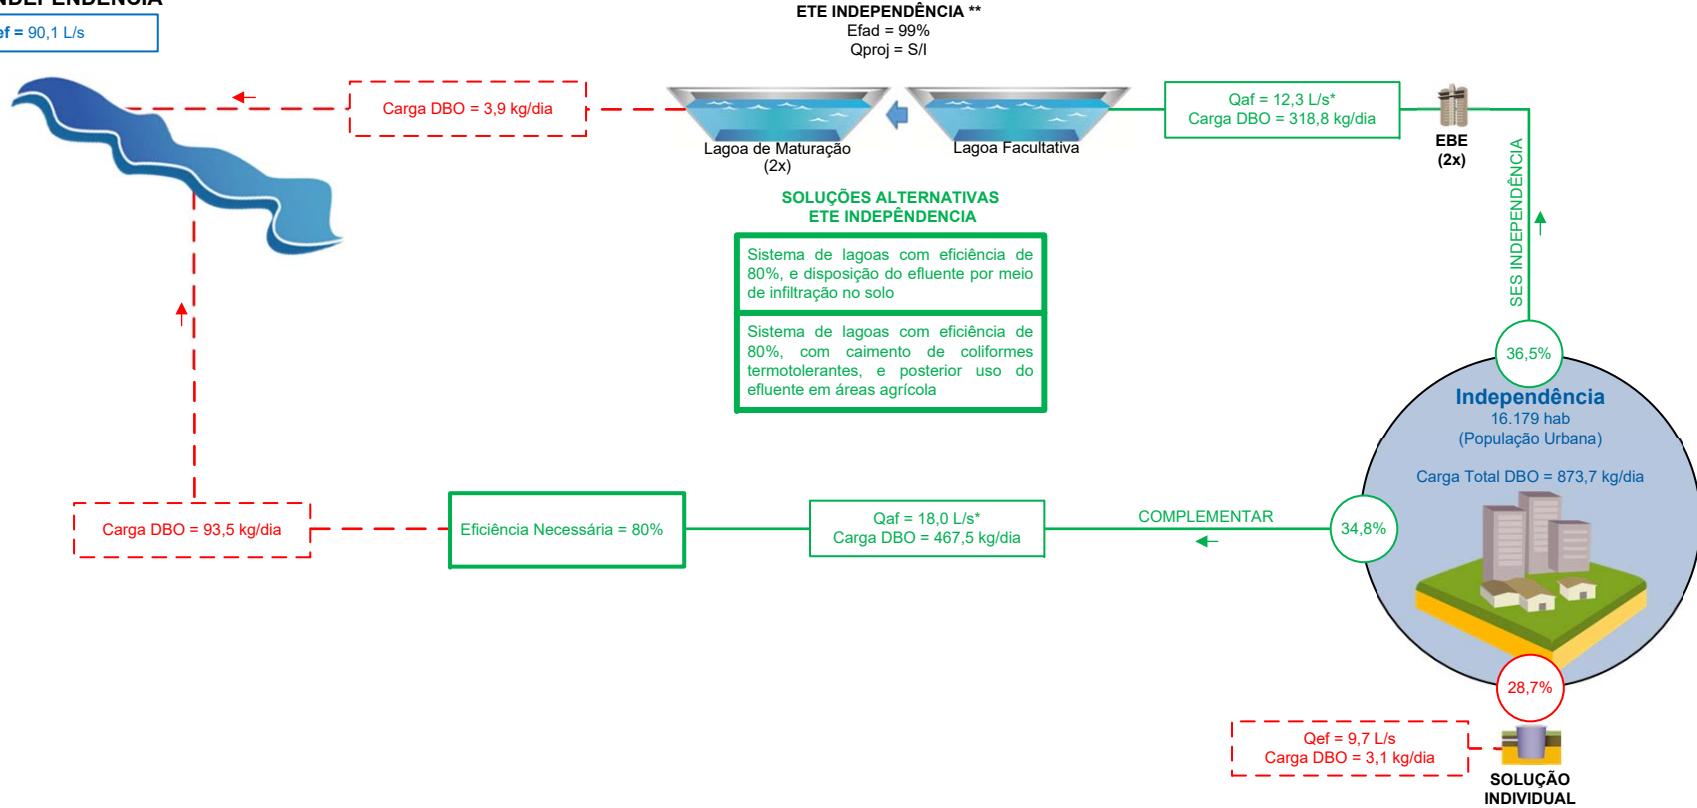 ETE INDEPENDÊNCIA **
Efad = 99%
Qproj = S/I
= 90,1 L/s
Carga DBO = 3,9 kg/dia
Lagoa de Maturação
(2x)
Lagoa Facultativa
Qaf = 12,3 L/s*
Carga DBO = 318,8 kg/dia
EBE
(2x)
SES INDEPENDÊNCIA
SOLUÇÕES ALTERNATIVAS
ETE INDEPÊNDENCIA
Sistema de lagoas com eficiência de
80%, e disposição do efluente por meio
de infiltração no solo
Sistema de lagoas com eficiência de
80%, com caimento de coliformes
termotolerantes, e posterior uso do
efluente em áreas agrícola
36,5%
Independência
16.179 hab
(População Urbana)
Carga Total DBO = 873,7 kg/dia
Carga DBO = 93,5 kg/dia
Eficiência Necessária = 80%
Qaf = 18,0 L/s*
Carga DBO = 467,5 kg/dia
COMPLEMENTAR
34,8%
28,7%
Qef = 9,7 L/s
Carga DBO = 3,1 kg/dia
SOLUÇÃO
INDIVIDUAL